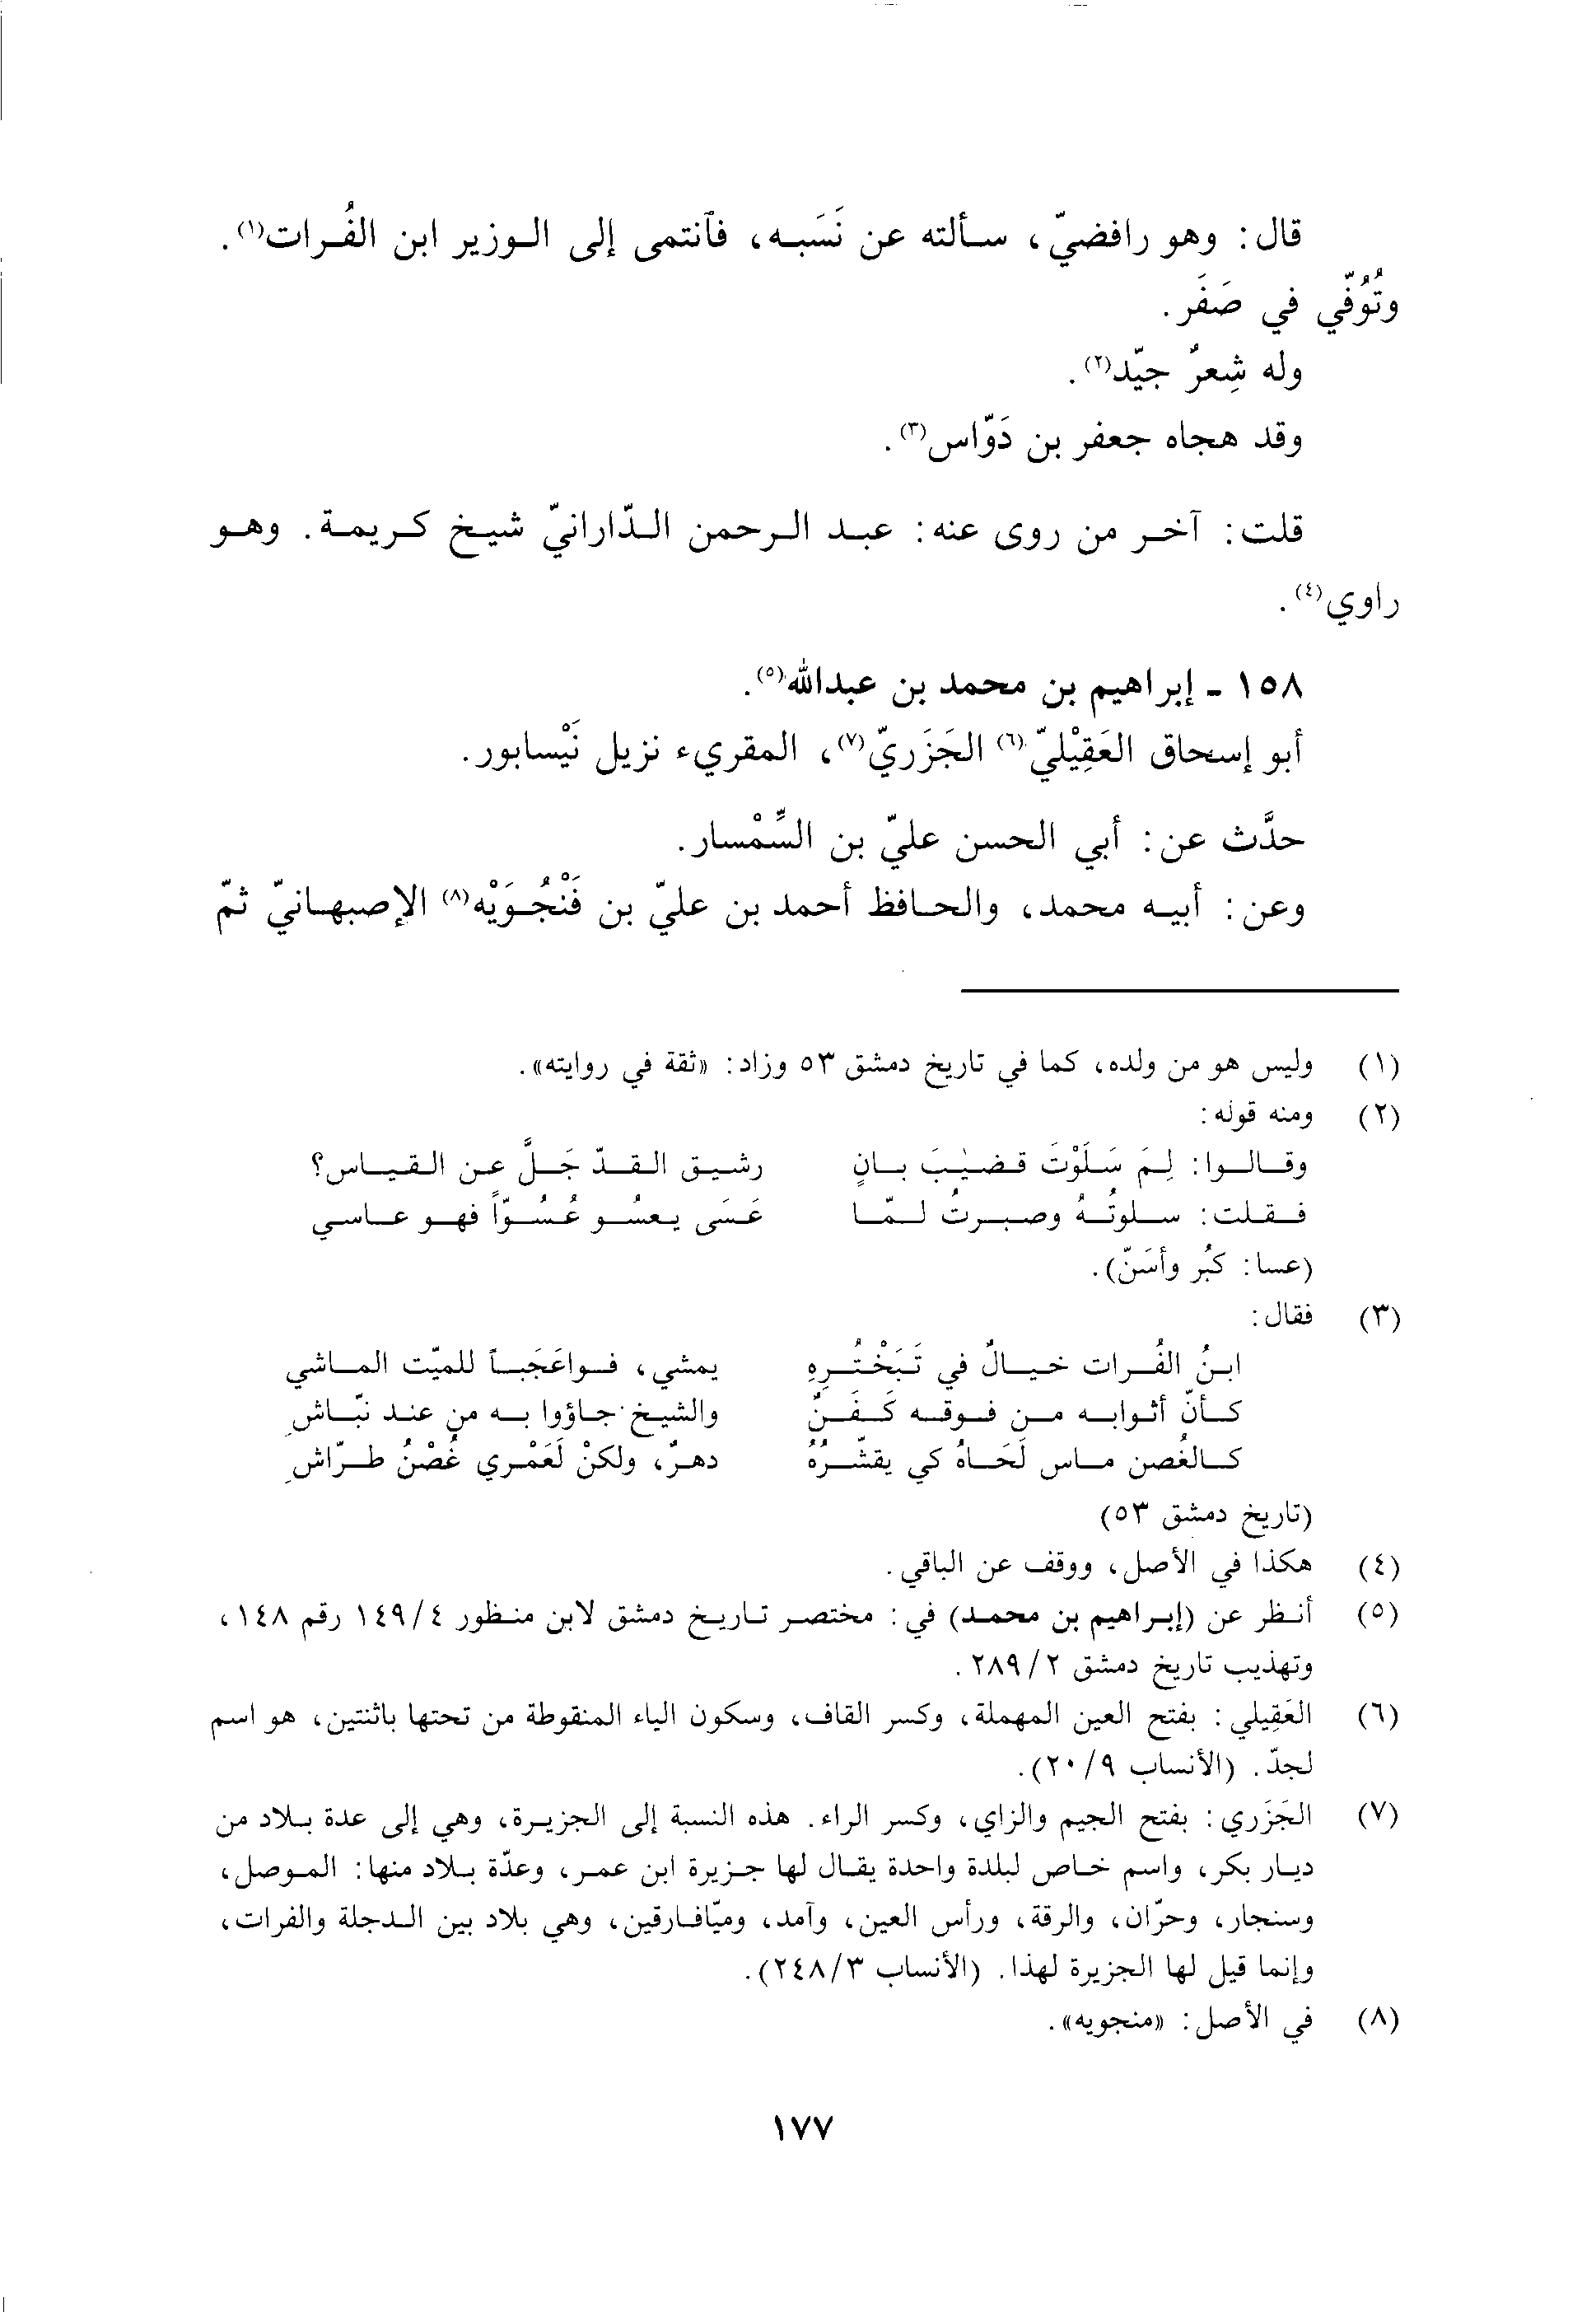 قال: وهو رافضيّ، سألته عن نَسَبه، فآنتمى إلى الوزير ابن الفُرات(١).
وتُوُفّي في صَفَر.
وله شِعرٌ جيّد(٢).
وقد هجاه جعفر بن دَوّاس(٣).
قلت: آخر من روى عنه: عبد الرحمن الدّارانيّ شيخ كريمة. وهو
راوي(٤).
١٥٨ - إبراهيم بن محمد بن عبدالله(٥).
أبو إسحاق العَقِيْليّ(٦) الجَزَريّ(٧)، المقريء نزيل نَيْسابور.
حدَّث عن: أبي الحسن عليّ بن السِّمْسار.
وعن: أبيه محمد، والحافظ أحمد بن عليّ بن فَنْجُوَيْه(٨) الإصبهانيّ ثمّ
(١) وليس هو من ولده، كما في تاريخ دمشق ٥٣ وزاد: «ثقة في روايته».
(٢) ومنه قوله:
وقالوا: لِمَ سَلَوْتَ قضيْبَ بانٍ رشيق القدّ جَلَّ عن القياس؟
فقلت: سلوتُهُ وصبرتُ لمّا عَسَى يعسُو عُسُوّاً فهو عاسي
(عسا: كبُر وأسَنّ).
(٣) فقال:
ابنُ الفُرات خيالٌ في تَبَخْتُرِهِ يمشي، فواعَجَباً للميّت الماشي
كأنّ أثوابه من فوقه كَفَنٌ والشيخ جاؤوا به من عند نبّاشِ
كالغُصن ماس لَحَاهُ كي يقشّرُهُ دهرٌ، ولكنْ لَعَمْري غُصْنُ طرّاشِ
(تاريخ دمشق ٥٣)
(٤) هكذا في الأصل، ووقف عن الباقي.
(٥) أنظر عن (إبراهيم بن محمد) في: مختصر تاريخ دمشق لابن منظور ١٤٩/٤ رقم ١٤٨،
وتهذيب تاريخ دمشق ٢٨٩/٢.
(٦) العَقِيلي: بفتح العين المهملة، وكسر القاف، وسكون الياء المنقوطة من تحتها باثنتين، هو اسم
لجدّ. (الأنساب ٢٠/٩).
(٧) الجَزَري: بفتح الجيم والزاي، وكسر الراء. هذه النسبة إلى الجزيرة، وهي إلى عدة بلاد من
ديار بكر، واسم خاص لبلدة واحدة يقال لها جزيرة ابن عمر، وعدّة بلاد منها: الموصل،
وسنجار، وحرّان، والرقة، ورأس العين، وآمد، وميّافارقين، وهي بلاد بين الدجلة والفرات،
وإنما قيل لها الجزيرة لهذا. (الأنساب ٢٤٨/٣).
(٨) في الأصل: «منجويه».
١٧٧